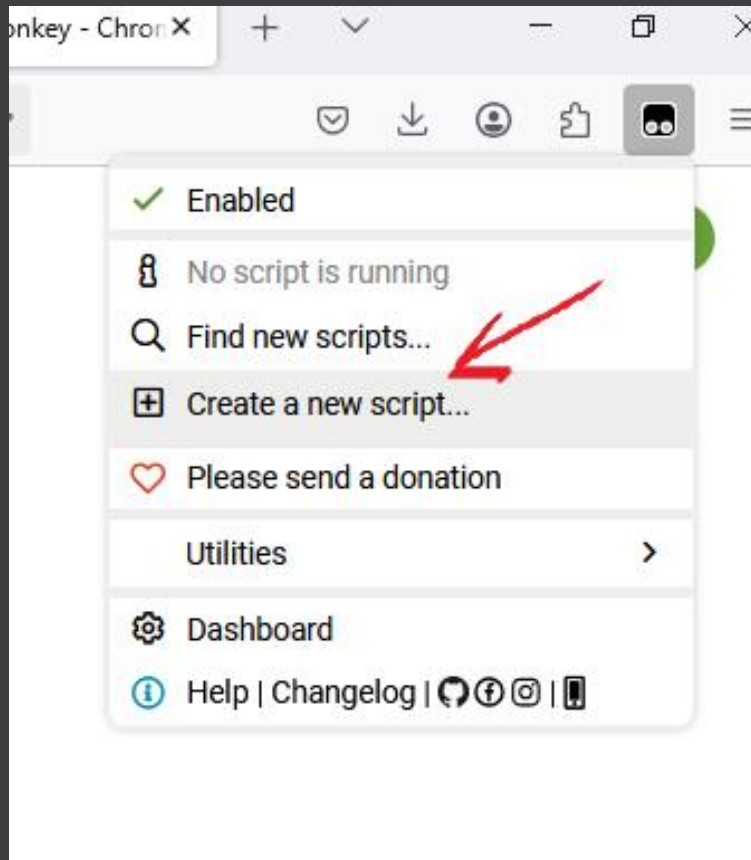 onkey - Chron
Enabled
No script is running
Find new scripts...
Create a new script...
Please send a donation
Utilities
Dashboard
Help | Changelog |